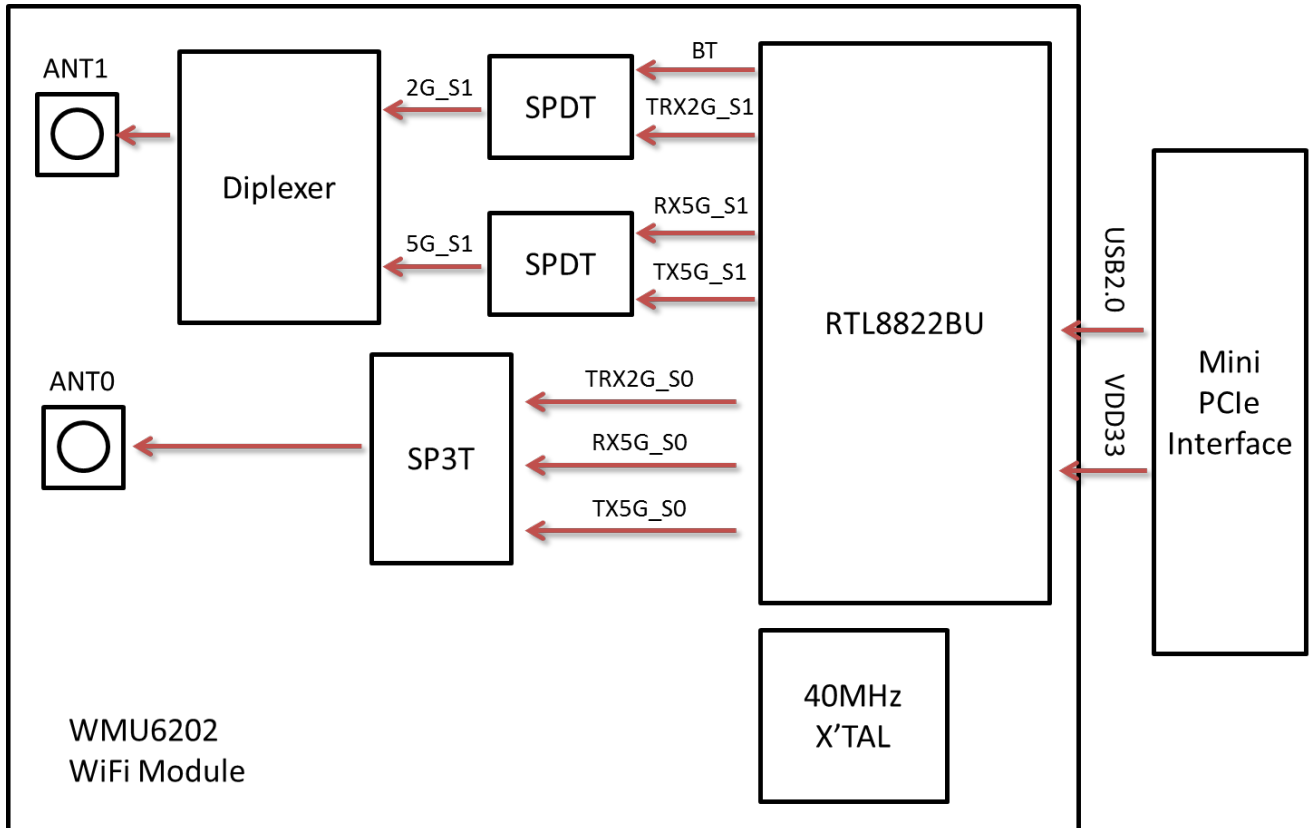 ANT1
Diplexer
2G_S1
5G_S1
SPDT
SPDT
BT
TRX2G_S1
RX5G_S1
TX5G_S1
RTL8822BU
USB2.0
VDD33
Mini
PCIe
Interface
ANT0
SP3T
TRX2G_S0
RX5G_S0
TX5G_S0
40MHz
X’TAL
WMU6202
WiFi Module